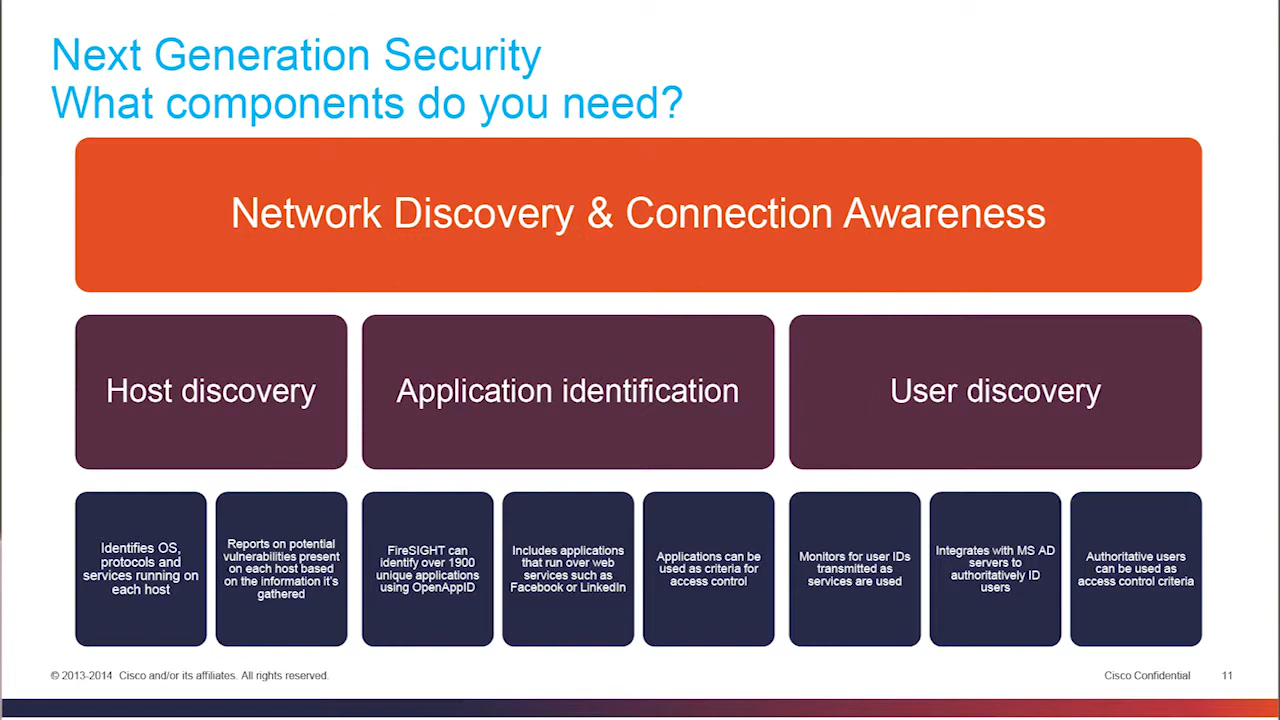 Next Generation Security
What components do you need?
Network Discovery & Connection Awareness
Host discovery
Application identification
User discovery
Identifies OS,
protocols and
services running on
each host
Reports on potential
vulnerabilities present
on each host based
on the information it's
gathered
FireSIGHT can
identify over 1900
unique applications
using OpenAppID
Includes applications
that run over web
services such as
Facebook or LinkedIn
Applications can be
used as criteria for
access control
Monitors for user IDs
transmitted as
services are used
Integrates with MS AD
servers to
authoritatively ID
users
Authoritative users
can be used as
access control criteria
© 2013-2014 Cisco and/or its affiliates. All rights reserved.
Cisco Confidential
11